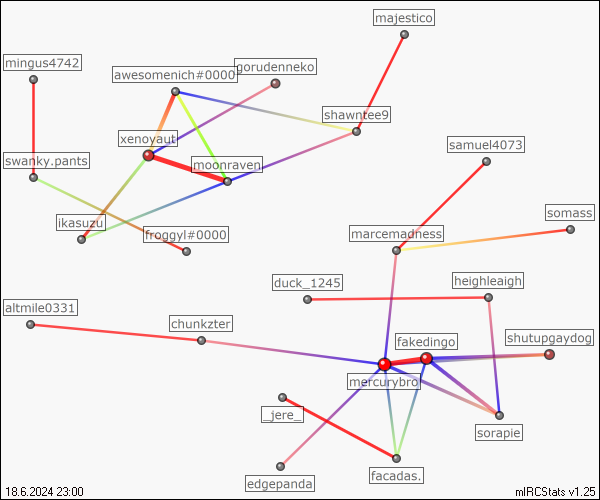 majestico
mingus4742
awesomenich#0000
gorudenneko
shawntee9
xenoyaut
samuel4073
swanky.pants
moonraven
somass
ikasuzu
froggyl#0000
marcemadness
duck_1245
heighleaigh
altmile0331
chunkzter
fakedingo
shutupgaydog
mercurybro
_jere_
sorapie
edgepanda
facadas.
18.6.2024 23:00
mIRCStats v1.25